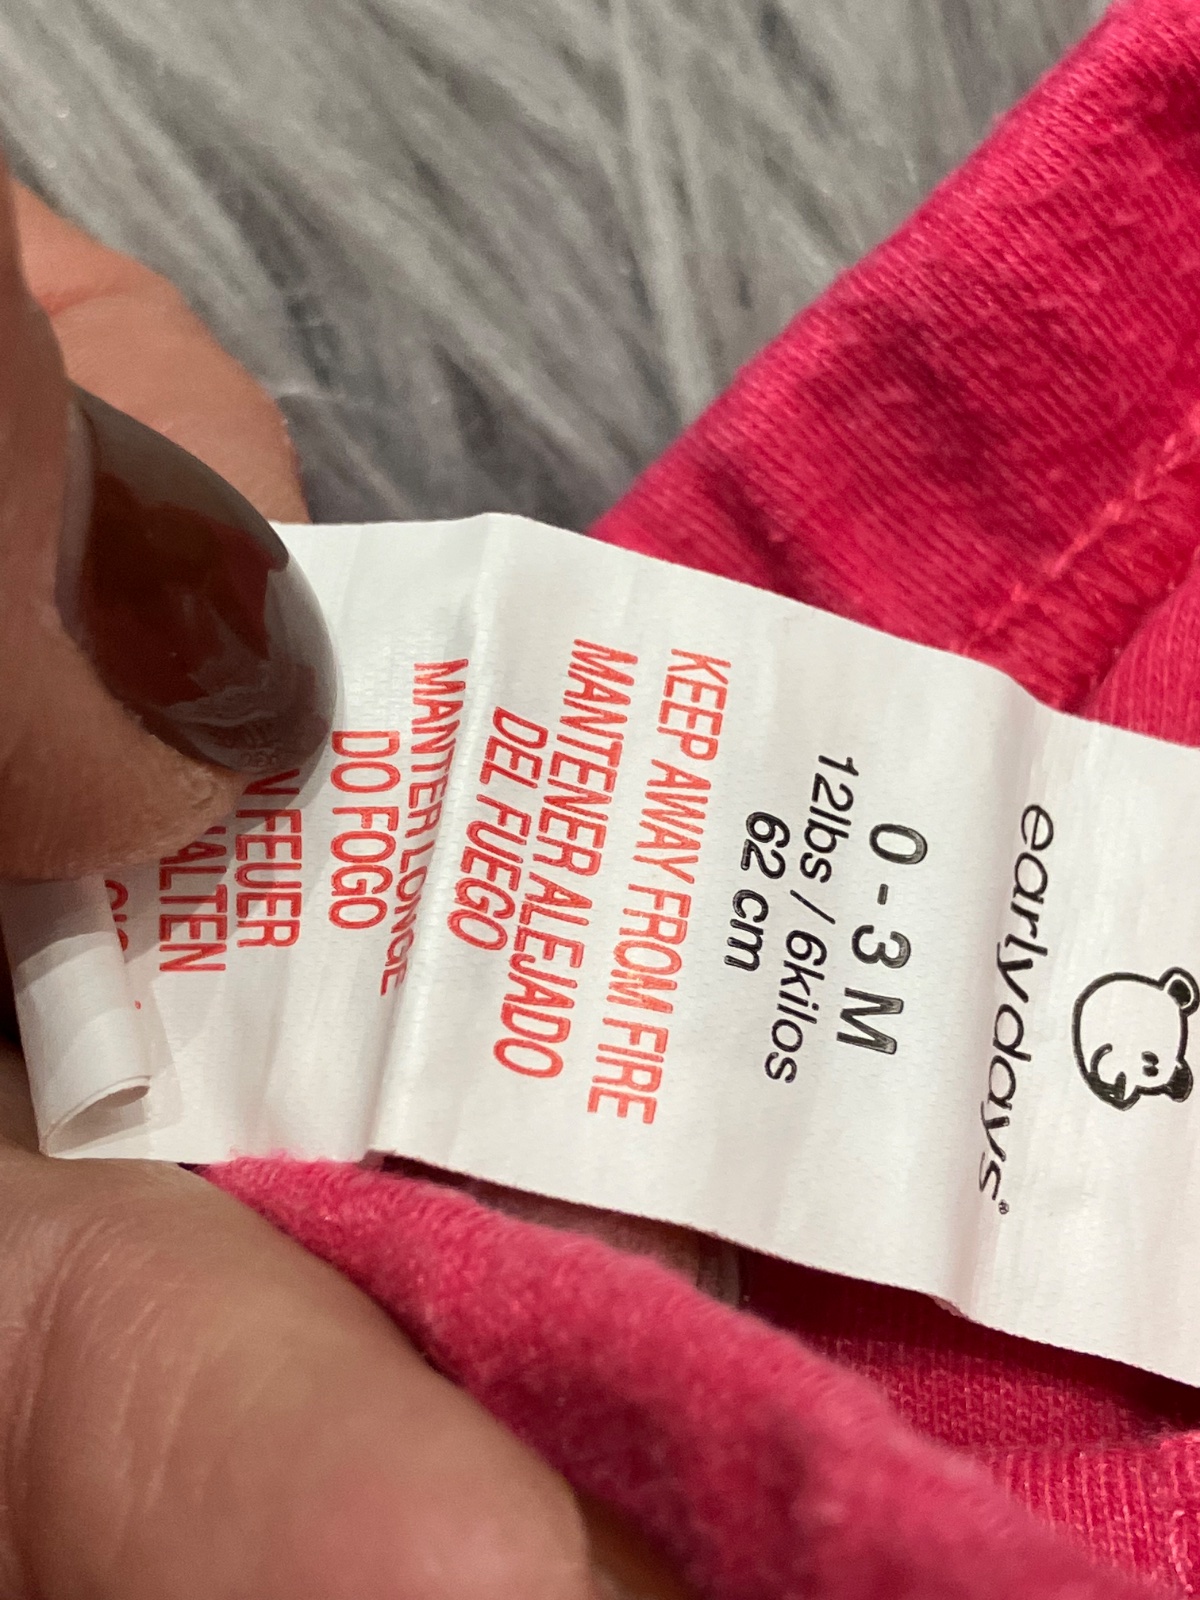 earlydays®
0 - 3 M
12lbs / 6kilos
62 cm
KEEP AWAY FROM FIRE
MANTENER ALEJADO
DEL FUEGO
MANTER LONGE
DO FOGO
FEUER